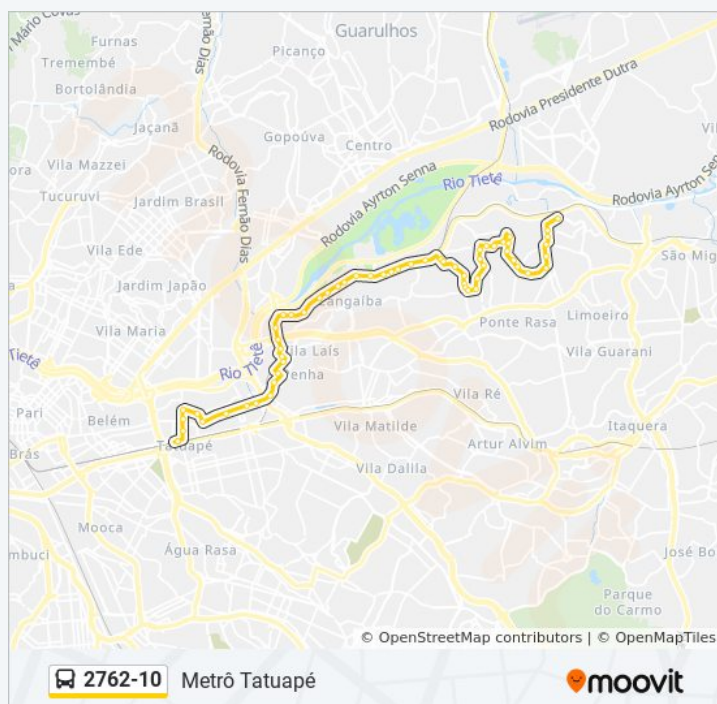 Mário Covas
Furnas
Tremembé
Bortolândia
Jaçanã
Vila Mazzei
Tucuruvi
Jardim Brasil
Vila Ede
Jardim Japão
Vila Maria
Guarulhos
Picanço
Gopoúva
Centro
Fernão Dias
Rodovia Fernão Dias
Rodovia Presidente Dutra
Rodovia Ayrton Senna
Rio Tietê
Rodovia Ayrton Senna
São Mig
Cangaíba
Ponte Rasa
Limoeiro
Vila Guarani
Vila Laís
Penha
Rio Tietê
Tietê
Pari
Belém
Brás
Tatuapé
Vila Matilde
Vila Ré
Artur Alvim
Itaquera
Vila Dalila
Mooca
Água Rasa
mbuci
José Bo
Parque
do Carmo
© OpenStreetMap contributors | © OpenMapTiles
2762-10 Metrô Tatuapé
moovit